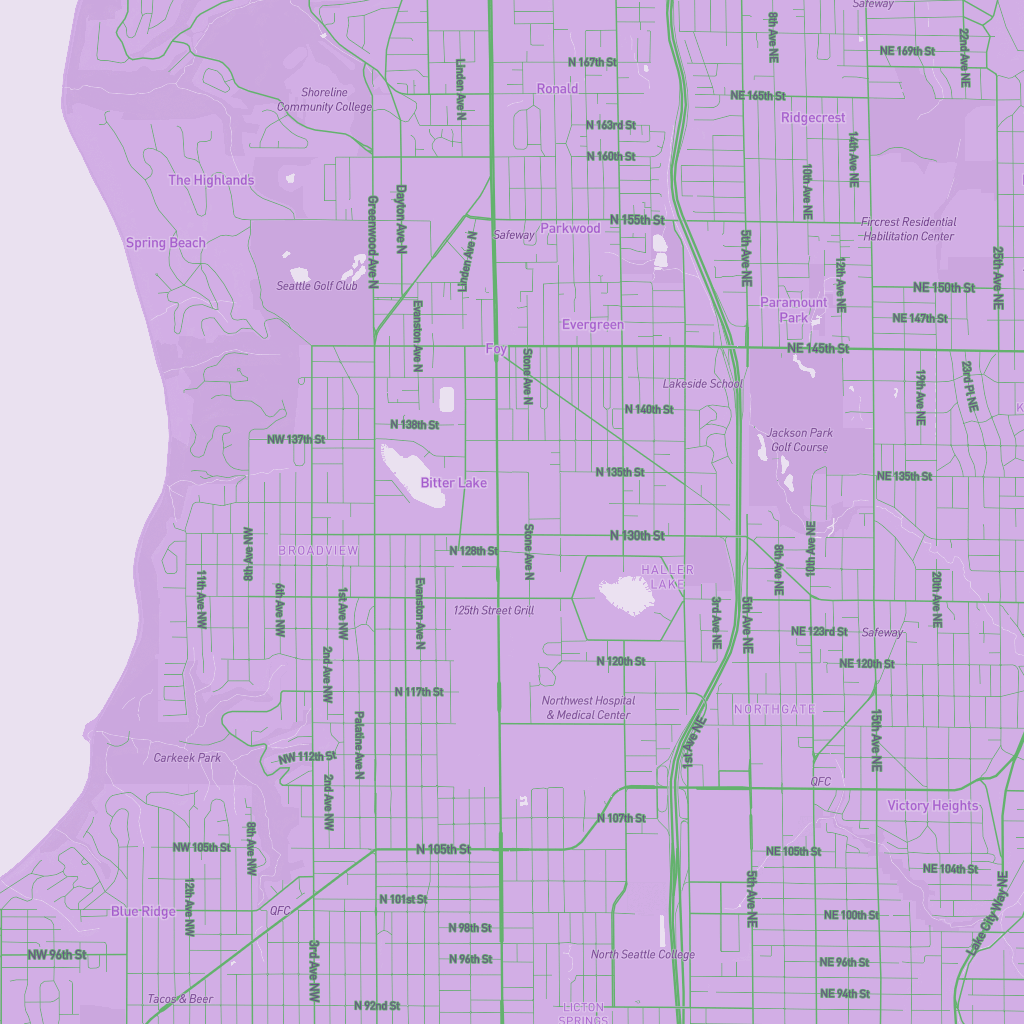 Safeway
8th Ave NE
22nd Ave NE
NE 169th St
N 167th St
Linden Ave N
Ronald
Shoreline
Community College
NE 165th St
Ridgecrest
N 163rd St
14th Ave NE
N 160th St
The Highlands
10th Ave NE
Dayton Ave N
Greenwood Ave N
N 155th St
Fircrest Residential
Habilitation Center
Parkwood
Safeway
Spring Beach
Linden Ave N
5th Ave NE
25th Ave NE
12th Ave NE
Seattle Golf Club
NE 150th St
Paramount
Park
Evanston Ave N
NE 147th St
Evergreen
Foy
NE 145th St
Stone Ave N
Lakeside School
19th Ave NE
23rd Pl NE
K
N 140th St
N 138th St
NW 137th St
Jackson Park
Golf Course
N 135th St
NE 135th St
Bitter Lake
N 130th St
8th Ave NW
BROADVIEW
N 128th St
Stone Ave N
10th Ave NE
8th Ave NE
HALLER
LAKE
11th Ave NW
6th Ave NW
1st Ave NW
Evanston Ave N
125th Street Grill
3rd Ave NE
5th Ave NE
20th Ave NE
NE 123rd St
Safeway
N 120th St
NE 120th St
2nd Ave NW
N 117th St
Northwest Hospital
& Medical Center
NORTHGATE
Palatine Ave N
1st Ave NE
15th Ave NE
Carkeek Park
NW 112th St
QFC
2nd Ave NW
Victory Heights
N 107th St
8th Ave NW
NW 105th St
N 105th St
NE 105th St
NE 104th St
12th Ave NW
N 101st St
5th Ave NE
Blue Ridge
QFC
NE 100th St
Lake City Way NE
N 98th St
NW 96th St
3rd Ave NW
N 96th St
North Seattle College
NE 96th St
NE 94th St
Tacos & Beer
N 92nd St
LICTON
SPRINGS